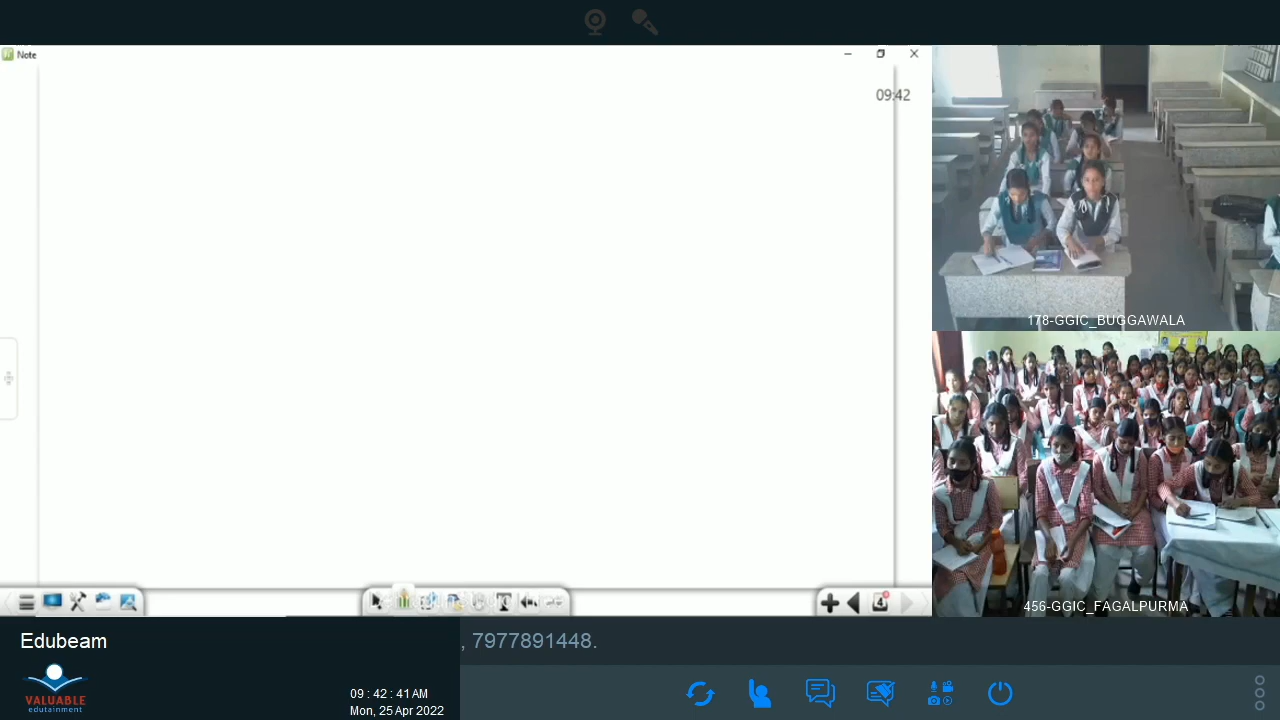 Note
09:42
178-GGIC_BUGGAWALA
456-GGIC_FAGALPURMA
4
Edubeam
, 7977891448.
VALUABLE
edutainment
09 : 42 : 41 AM
Mon, 25 Apr 2022